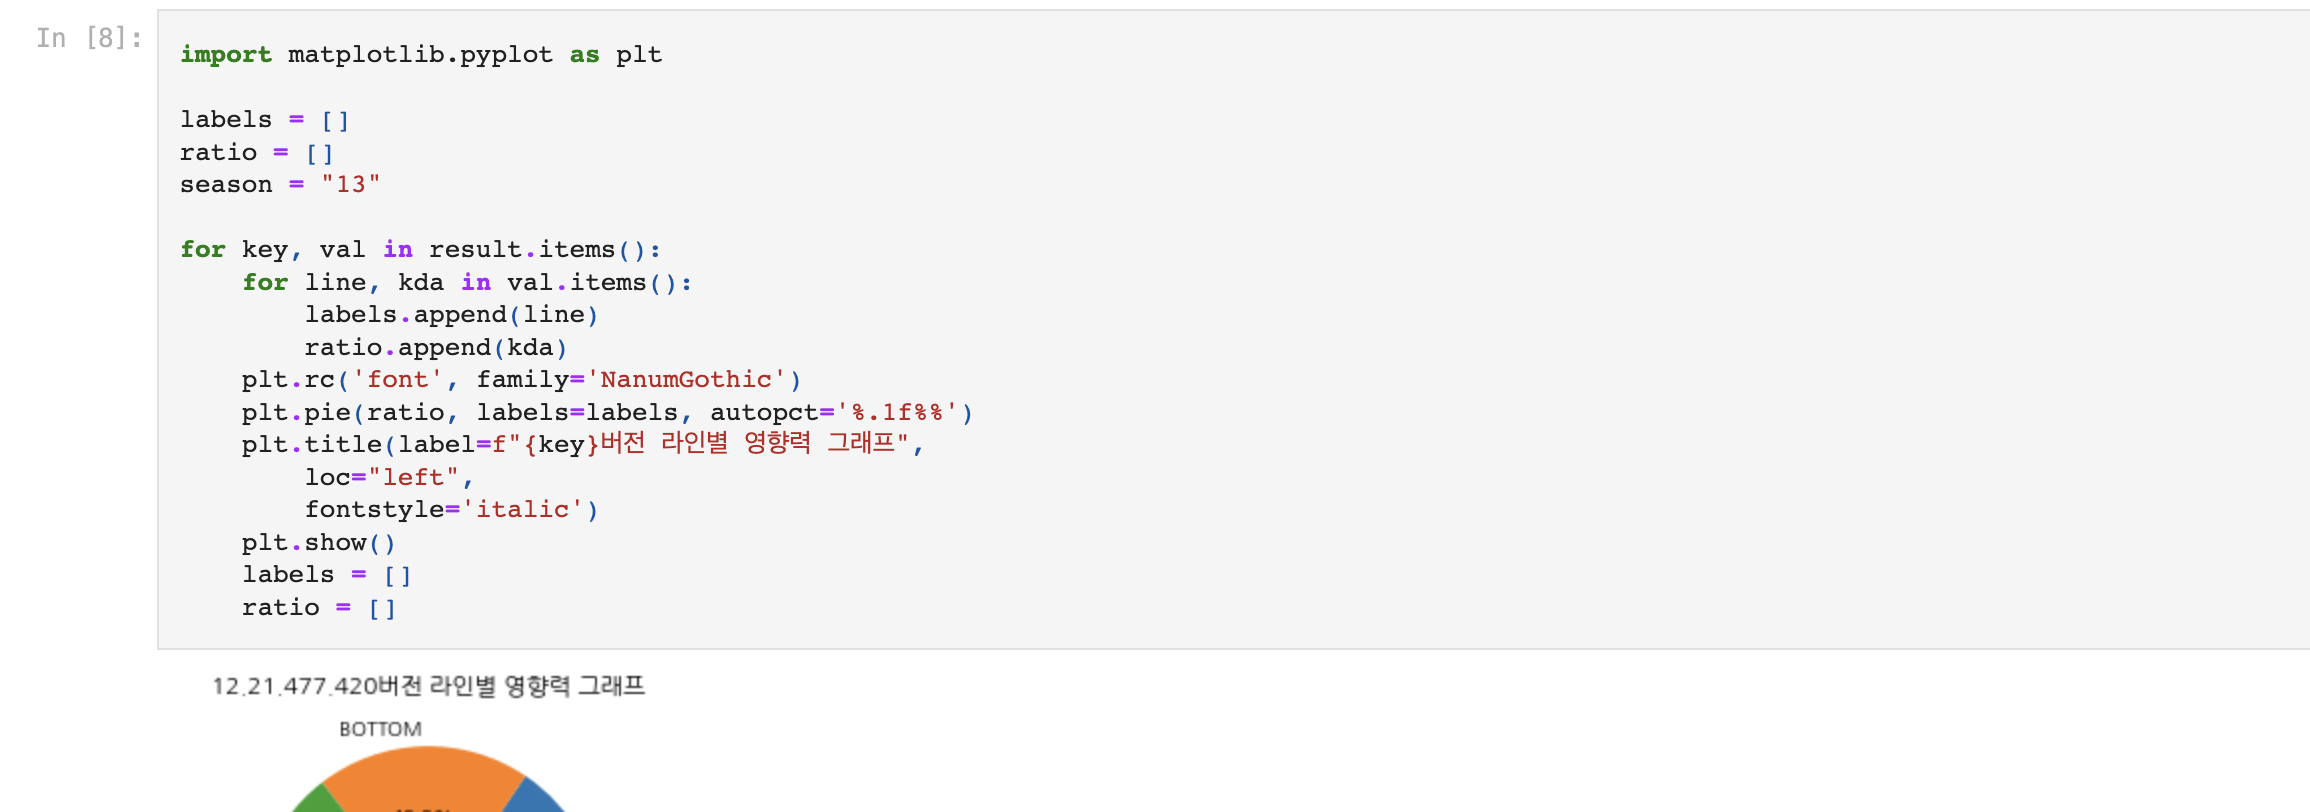 In [8]:
import matplotlib.pyplot as plt
labels = []
ratio = []
season = "13"
for key, val in result.items():
    for line, kda in val.items():
        labels.append(line)
        ratio.append(kda)
    plt.rc('font', family='NanumGothic')
    plt.pie(ratio, labels=labels, autopct='%.1f%%')
    plt.title(label=f"{key}버전 라인별 영향력 그래프",
        loc="left",
        fontstyle='italic')
    plt.show()
    labels = []
    ratio = []
12.21.477.420버전 라인별 영향력 그래프
BOTTOM